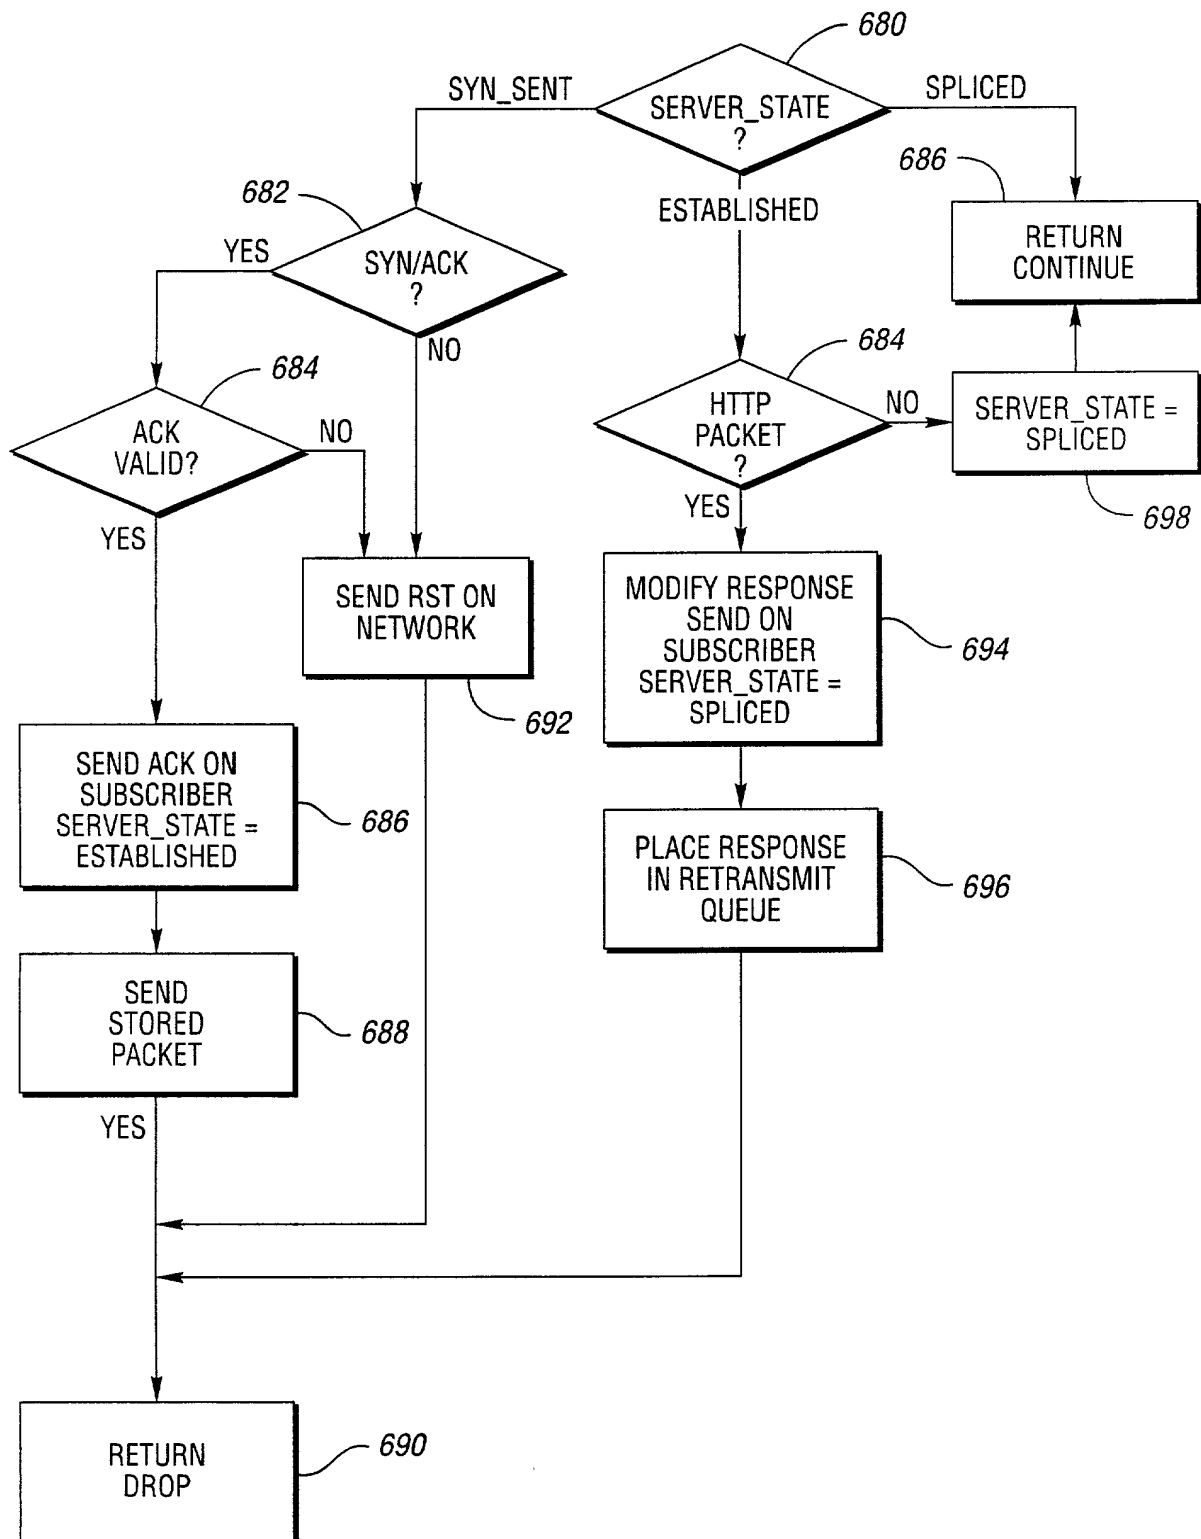 680
SERVER_STATE
?
SYN_SENT
SPLICED
ESTABLISHED
686
RETURN
CONTINUE
682
SYN/ACK
?
YES
NO
684
ACK
VALID?
NO
YES
684
HTTP
PACKET
?
NO
YES
SERVER_STATE =
SPLICED
698
SEND RST ON
NETWORK
692
MODIFY RESPONSE
SEND ON
SUBSCRIBER
SERVER_STATE =
SPLICED
694
SEND ACK ON
SUBSCRIBER
SERVER_STATE =
ESTABLISHED
686
PLACE RESPONSE
IN RETRANSMIT
QUEUE
696
SEND
STORED
PACKET
688
YES
RETURN
DROP
690